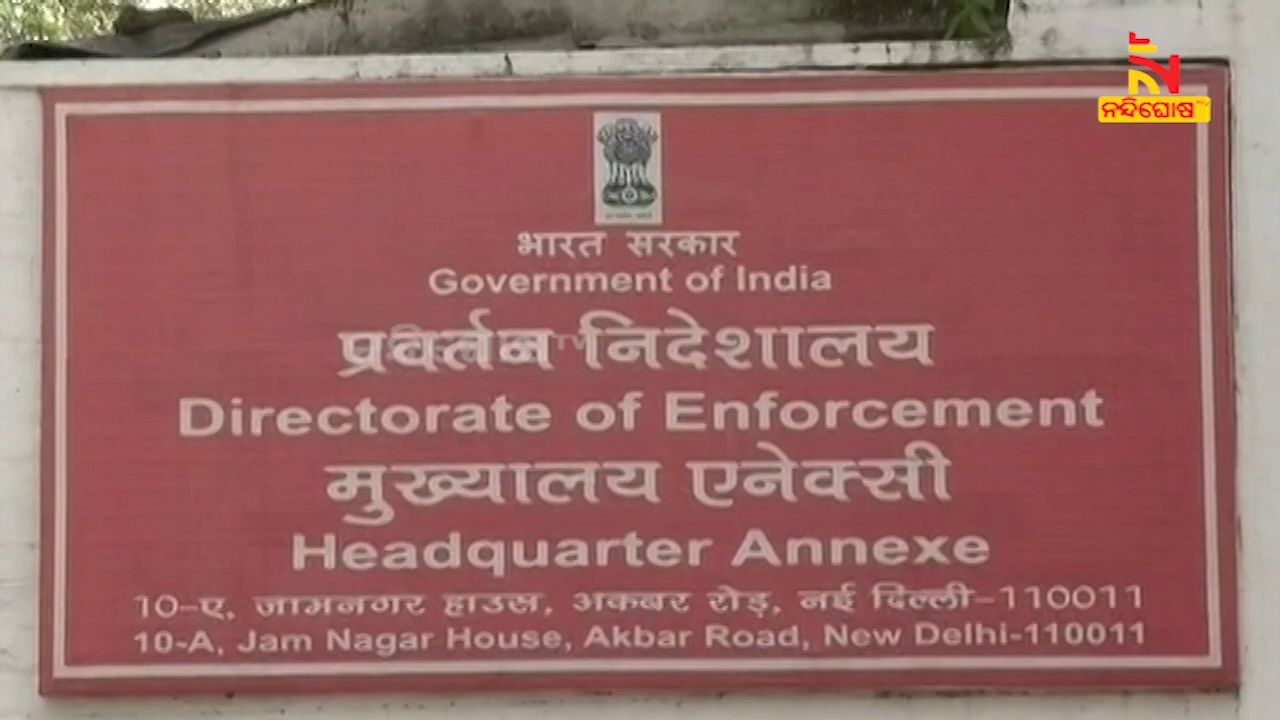 ନନ୍ଦିଘୋଷ
भारत सरकार
Government of India
प्रवर्तन निदेशालय
Directorate of Enforcement
मुख्यालय एनेक्सी
Headquarter Annexe
10-ए, जामनगर हाउस, अकबर रोड़, नई दिल्ली-110011
10-A, Jam Nagar House, Akbar Road, New Delhi-110011